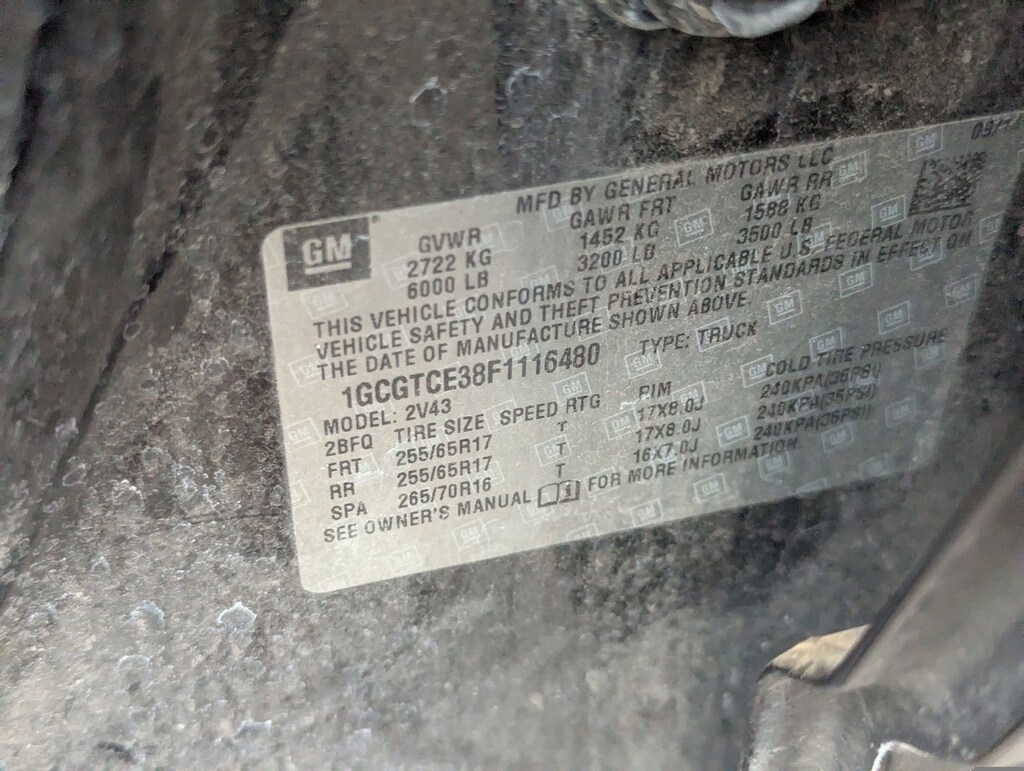 GM
MFD BY GENERAL MOTORS LLC
GVWR GAWR FRT GAWR RR
2722 KG 1452 KG 1588 KG
6000 LB 3200 LB 3500 LB
THIS VEHICLE CONFORMS TO ALL APPLICABLE U.S. FEDERAL MOTOR
VEHICLE SAFETY AND THEFT PREVENTION STANDARDS IN EFFECT ON
THE DATE OF MANUFACTURE SHOWN ABOVE.
1GCGTCE38F1116480 TYPE: TRUCK
MODEL: 2V43
2BFQ TIRE SIZE SPEED RTG RIM COLD TIRE PRESSURE
FRT 255/65R17 T 17X8.0J 240KPA(35PSI)
RR 255/65R17 T 17X8.0J 240KPA(35PSI)
SPA 265/70R16 T 16X7.0J 240KPA(35PSI)
SEE OWNER'S MANUAL FOR MORE INFORMATION.